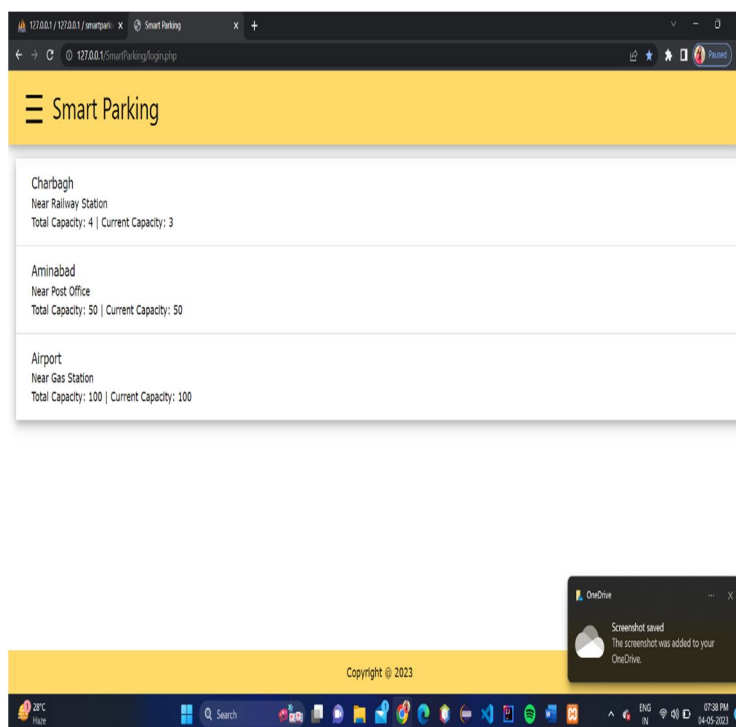 127.0.0.1 / 127.0.0.1 / smartpark
Smart Parking
127.0.0.1/SmartParking/login.php
Paused
Smart Parking
Charbagh
Near Railway Station
Total Capacity: 4 | Current Capacity: 3
Aminabad
Near Post Office
Total Capacity: 50 | Current Capacity: 50
Airport
Near Gas Station
Total Capacity: 100 | Current Capacity: 100
OneDrive
Screenshot saved
The screenshot was added to your
OneDrive.
Copyright @ 2023
28°C
Haze
Search
ENG
IN
07:38 PM
04-05-2023